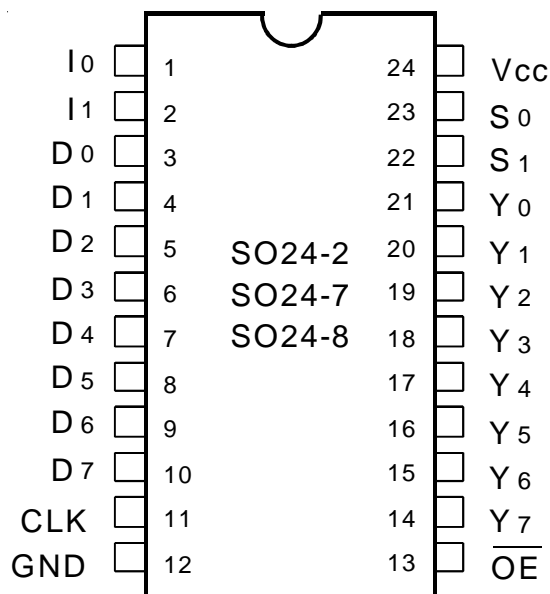 I0 1 24 Vcc
I1 2 23 S0
D0 3 22 S1
D1 4 21 Y0
D2 5 SO24-2 20 Y1
D3 6 SO24-7 19 Y2
D4 7 SO24-8 18 Y3
D5 8 17 Y4
D6 9 16 Y5
D7 10 15 Y6
CLK 11 14 Y7
GND 12 13 O̅E̅